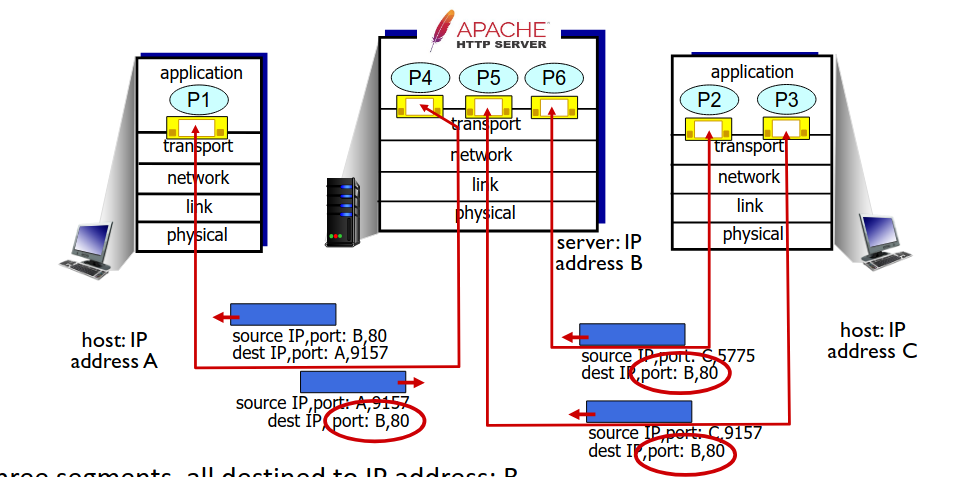 APACHE
HTTP SERVER
application
P1
transport
network
link
physical
host: IP
address A
P4
P5
P6
transport
network
link
physical
server: IP
address B
application
P2
P3
transport
network
link
physical
host: IP
address C
source IP,port: B,80
dest IP,port: A,9157
source IP,port: A,9157
dest IP, port: B,80
source IP,port: C,5775
dest IP,port: B,80
source IP,port: C,9157
dest IP,port: B,80
segments, all destined to IP address: B